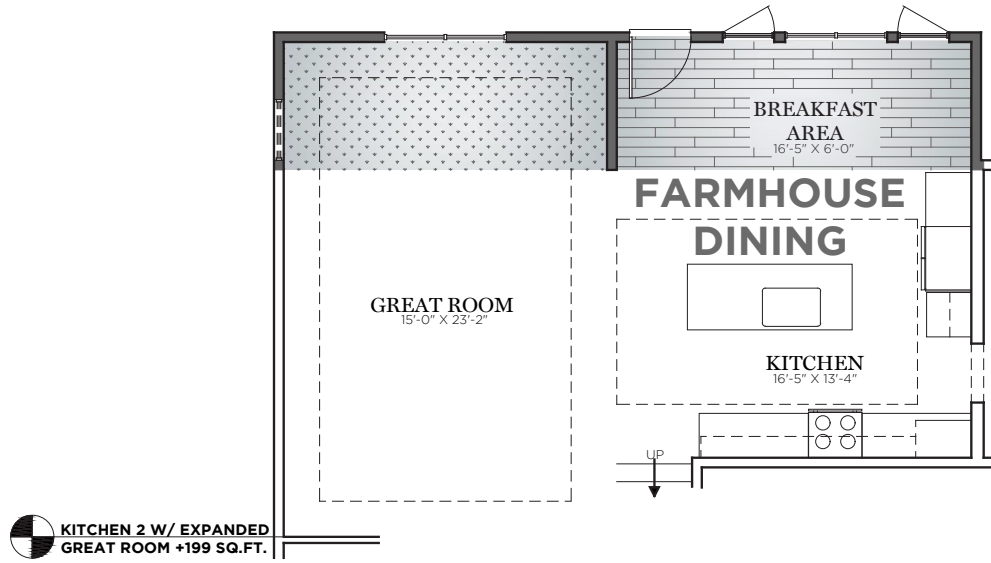 BREAKFAST
AREA
16'-5" X 6'-0"
FARMHOUSE
DINING
GREAT ROOM
15'-0" X 23'-2"
KITCHEN
16'-5" X 13'-4"
UP
KITCHEN 2 W/ EXPANDED
GREAT ROOM +199 SQ.FT.